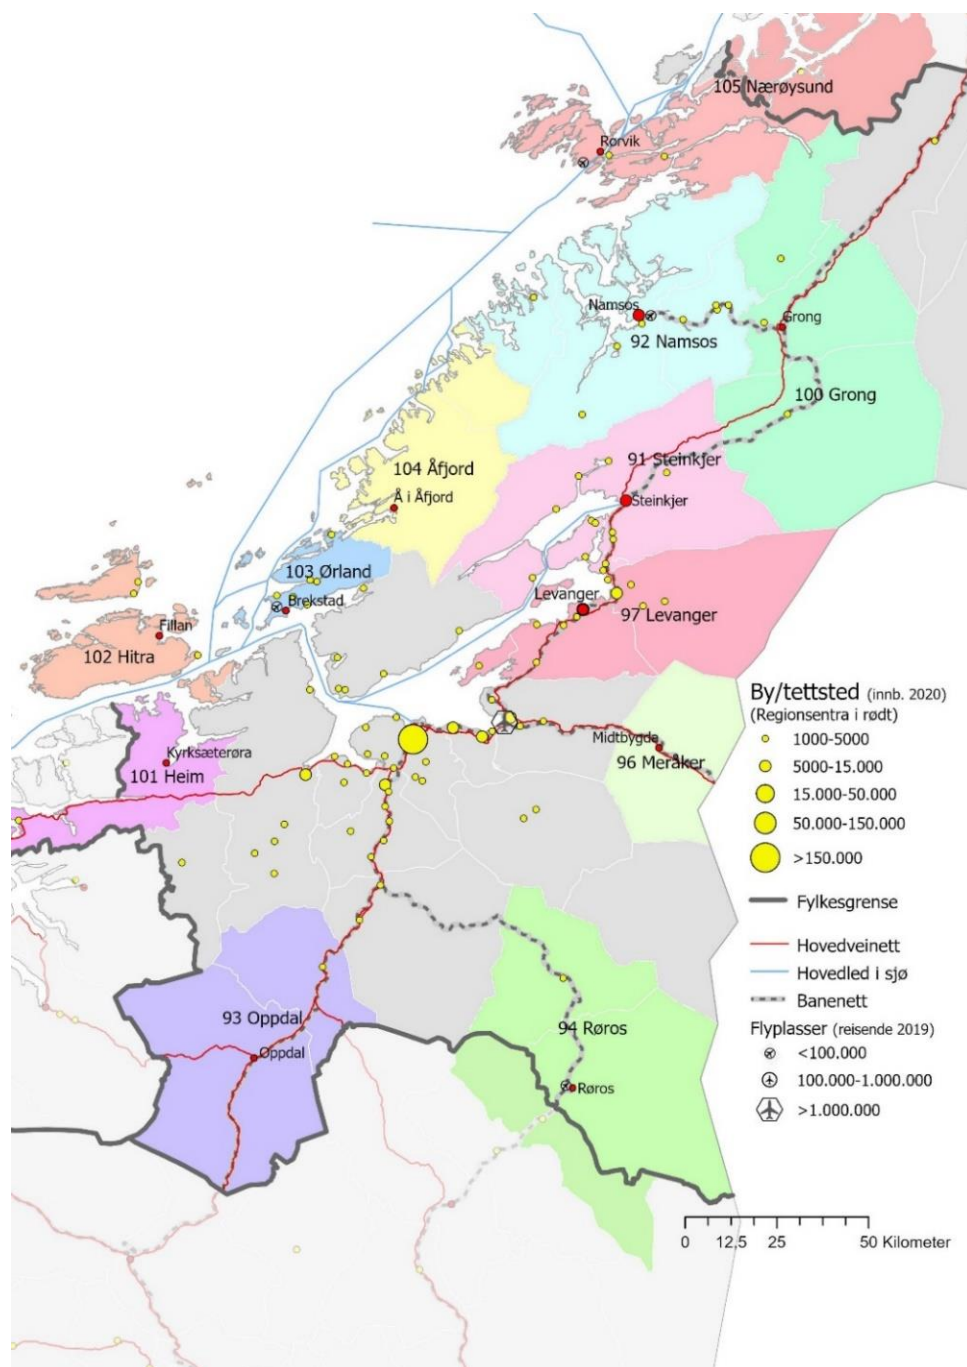 105 Nærøysund
Rørvik
Namsos
92 Namsos
Grong
100 Grong
91 Steinkjer
104 Åfjord
Å i Åfjord
Steinkjer
103 Ørland
Brekstad
Levanger
97 Levanger
Fillan
102 Hitra
Kyrksæterøra
101 Heim
Midtbygda
96 Meråker
93 Oppdal
Oppdal
94 Røros
Røros
By/tettsted (innb. 2020)
(Regionsentra i rødt)
1000-5000
5000-15.000
15.000-50.000
50.000-150.000
>150.000
Fylkesgrense
Hovedveinett
Hovedled i sjø
Banenett
Flyplasser (reisende 2019)
<100.000
100.000-1.000.000
>1.000.000
0 12,5 25 50 Kilometer